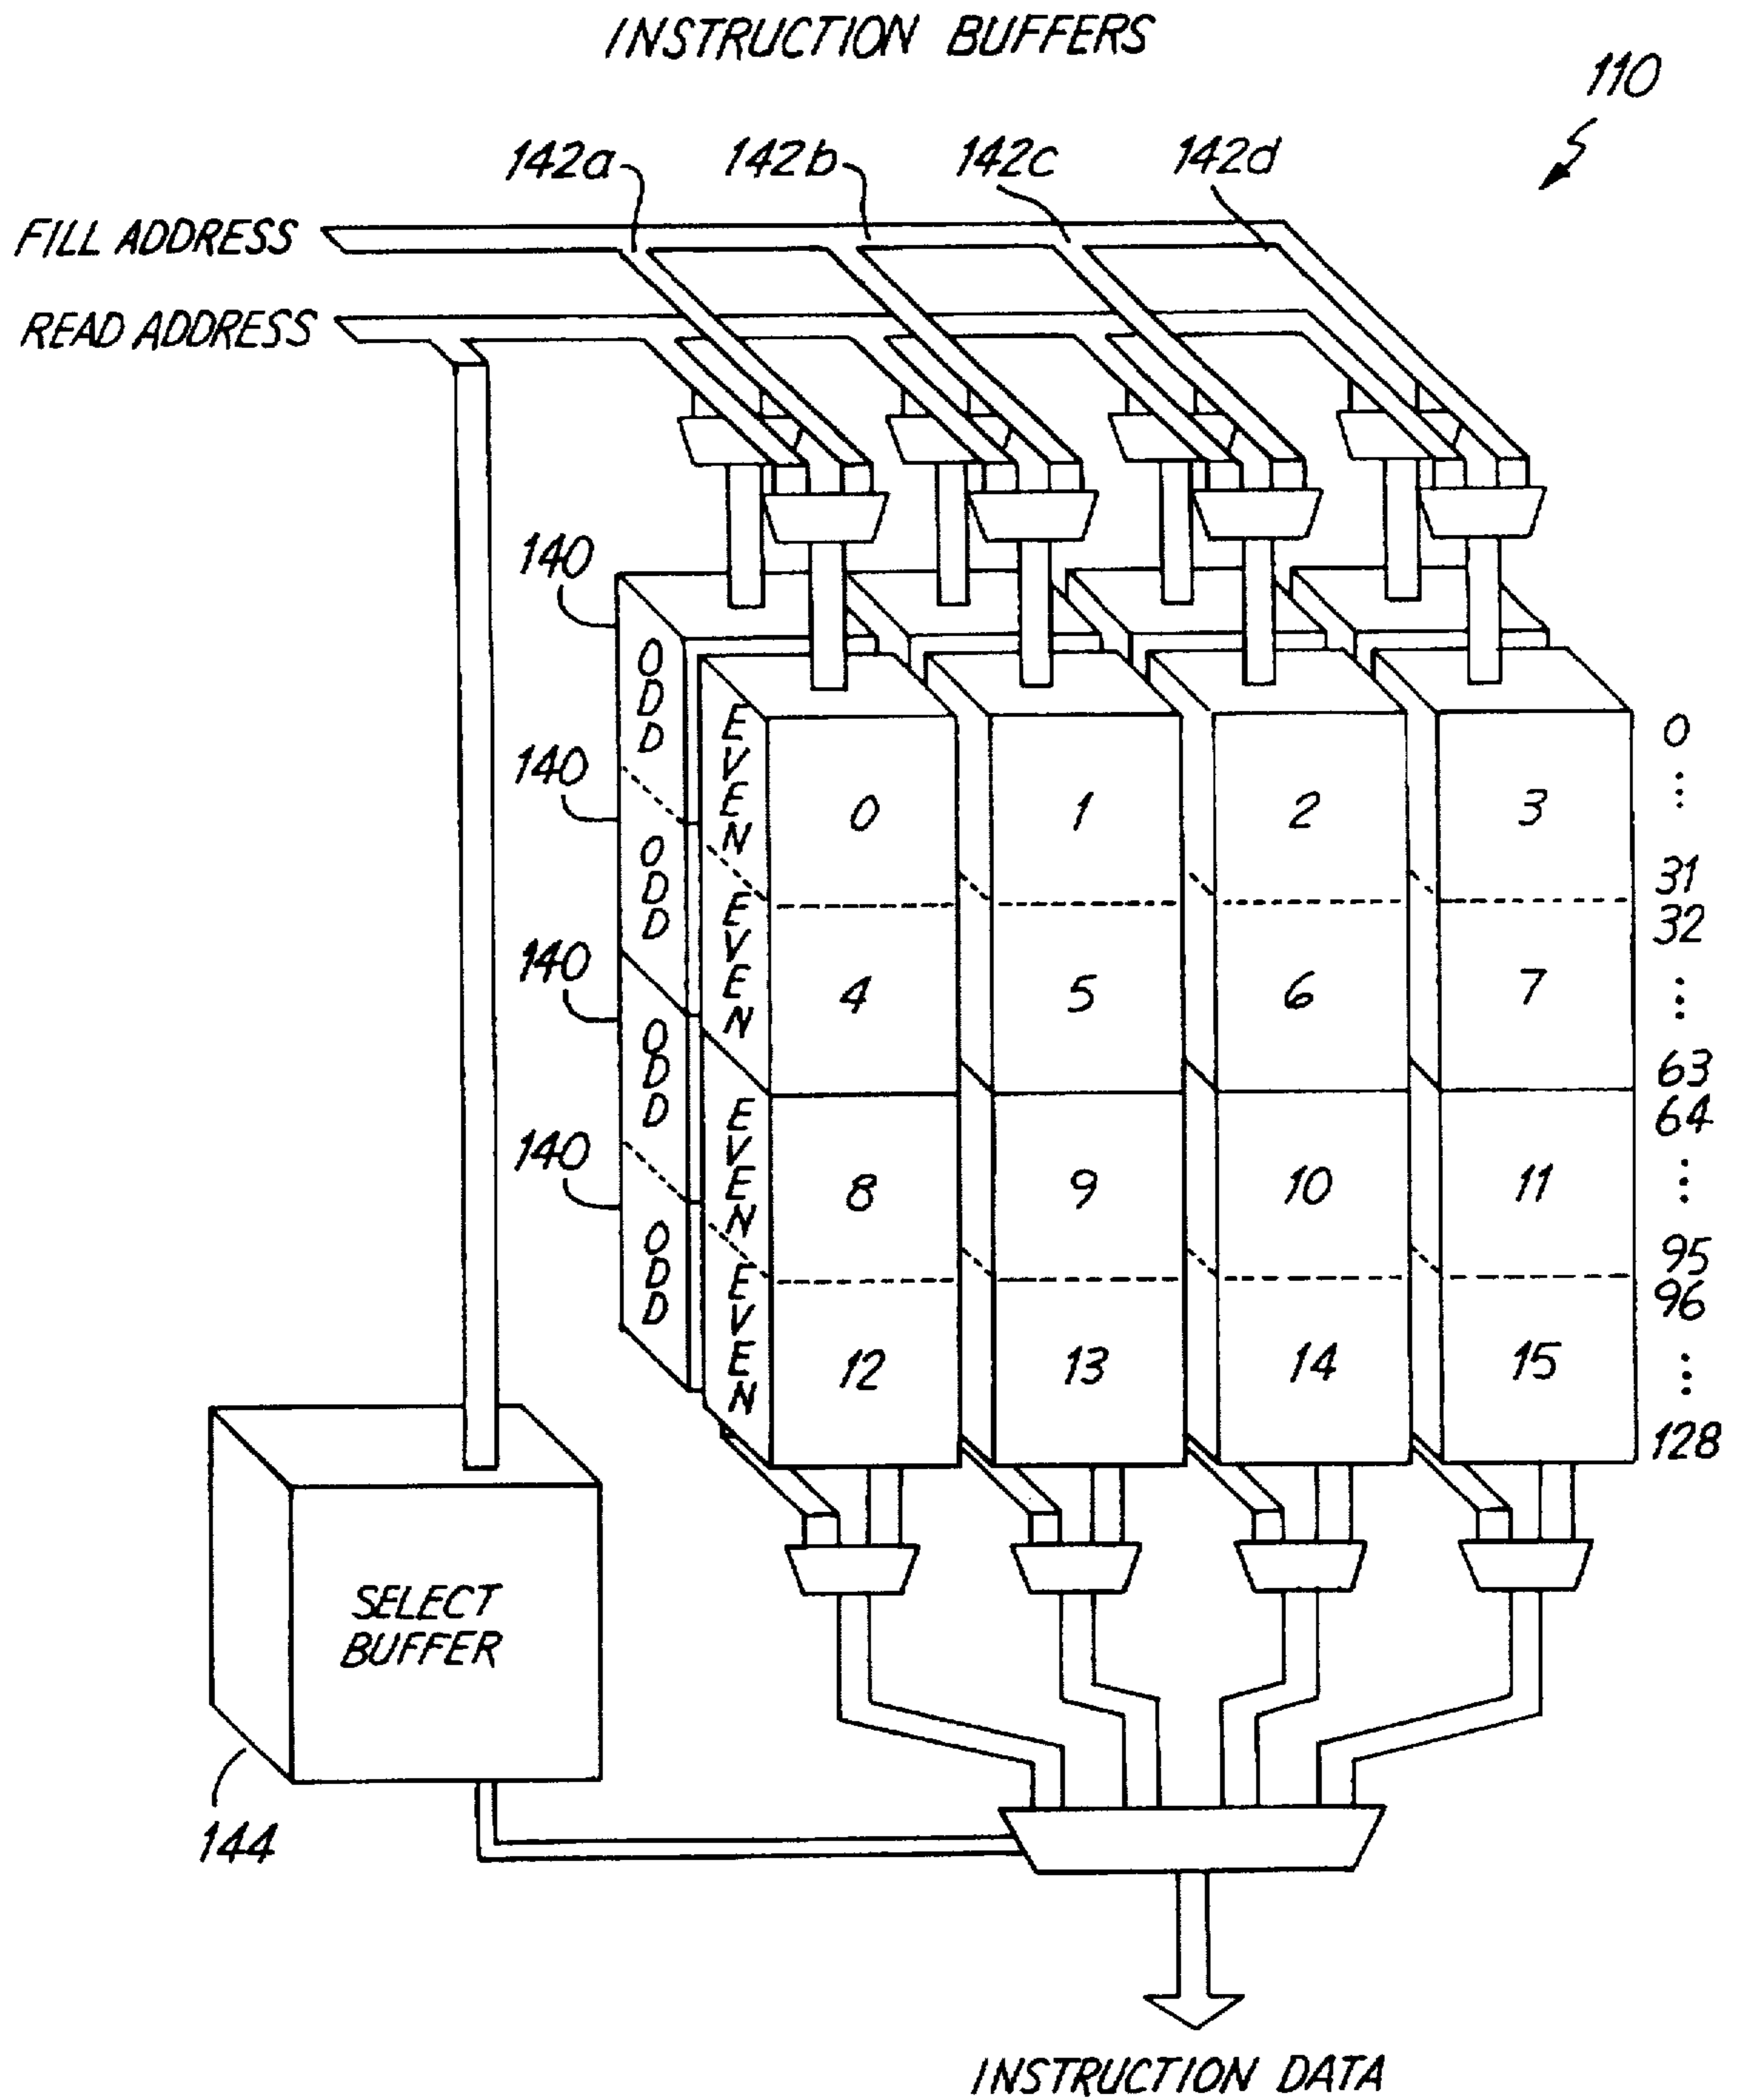 INSTRUCTION BUFFERS
110
142a 142b 142c 142d
FILL ADDRESS
READ ADDRESS
140
140
140
140
ODD
ODD
ODD
ODD
EVEN
EVEN
EVEN
EVEN
0 1 2 3
4 5 6 7
8 9 10 11
12 13 14 15
0
...
31
32
...
63
64
...
95
96
...
128
SELECT
BUFFER
144
INSTRUCTION DATA